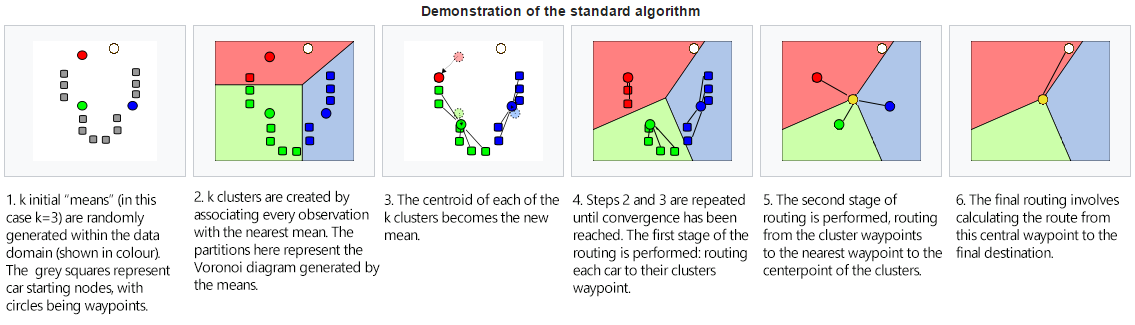 Demonstration of the standard algorithm
1. k initial "means" (in this
case k=3) are randomly
generated within the data
domain (shown in colour).
The grey squares represent
car starting nodes, with
circles being waypoints.
2. k clusters are created by
associating every observation
with the nearest mean. The
partitions here represent the
Voronoi diagram generated by
the means.
3. The centroid of each of the
k clusters becomes the new
mean.
4. Steps 2 and 3 are repeated
until convergence has been
reached. The first stage of the
routing is performed: routing
each car to their clusters
waypoint.
5. The second stage of
routing is performed, routing
from the cluster waypoints
to the nearest waypoint to the
centerpoint of the clusters.
6. The final routing involves
calculating the route from
this central waypoint to the
final destination.